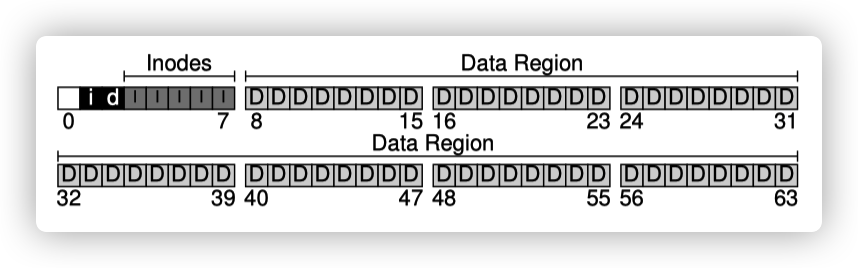 Inodes Data Region
i d I I I I I D D D D D D D D D D D D D D D D D D D D D D D D
0 7 8 15 16 23 24 31
Data Region
D D D D D D D D D D D D D D D D D D D D D D D D D D D D D D D D
32 39 40 47 48 55 56 63